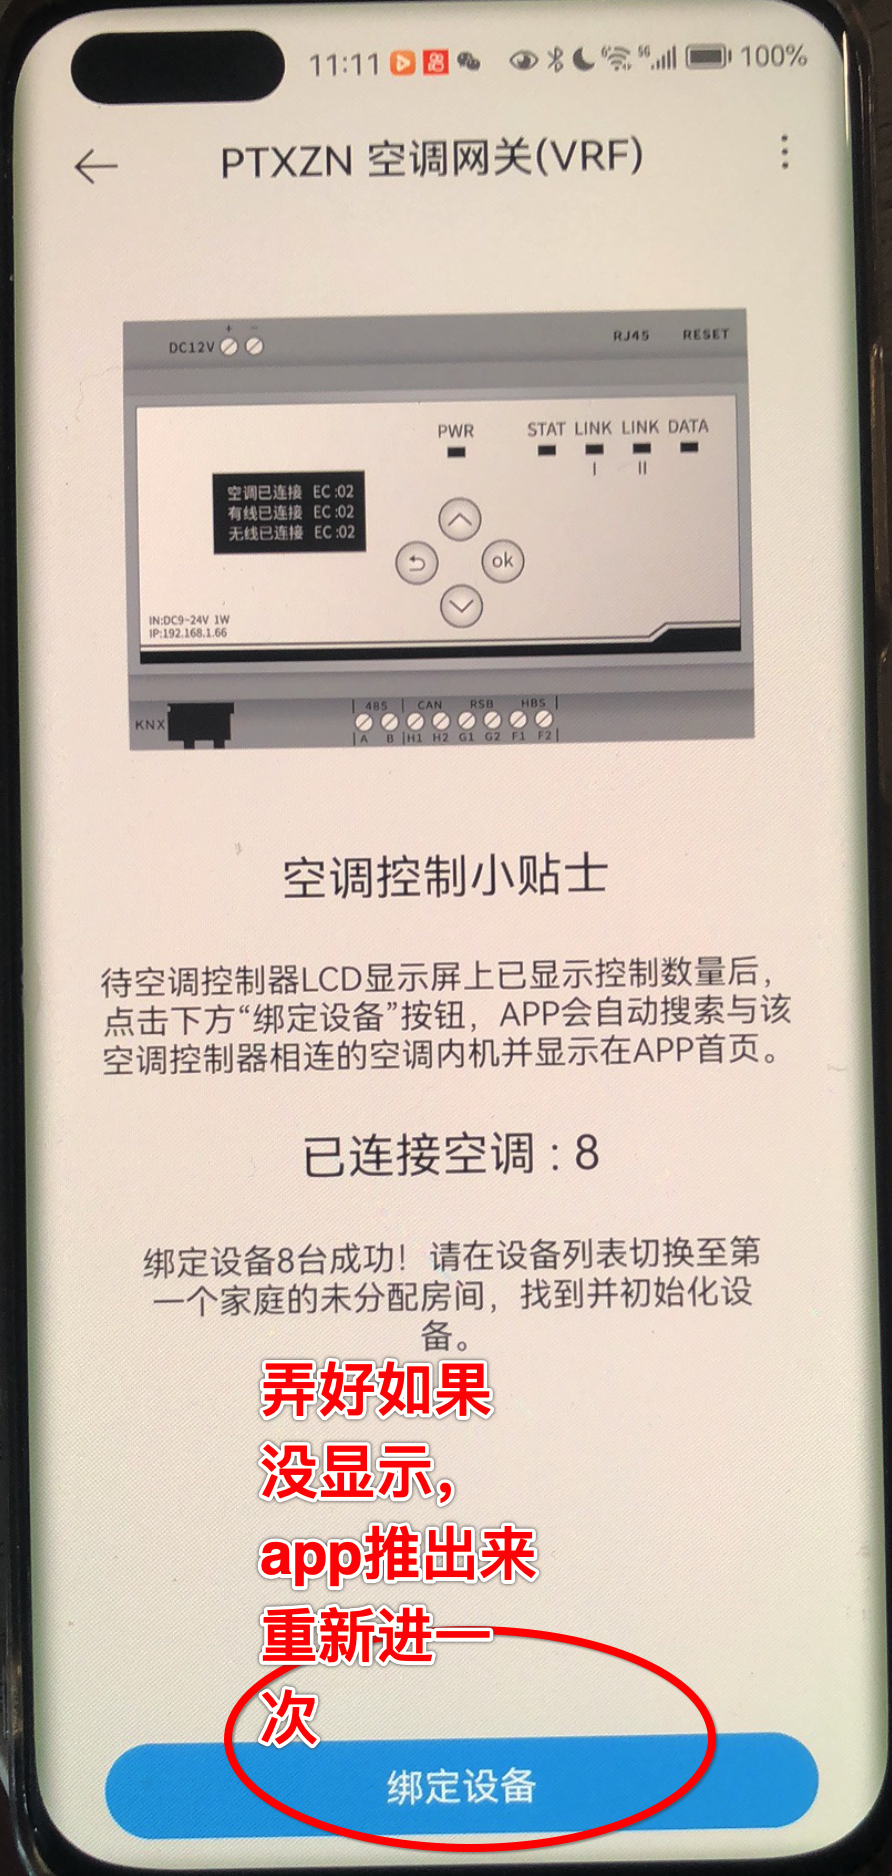 11:11 100%
PTXZN 空调网关(VRF)
DC12V + − RJ45 RESET
PWR STAT LINK LINK DATA
I II
空调已连接 EC:02
有线已连接 EC:02
无线已连接 EC:02
ok
IN:DC9~24V 1W
IP:192.168.1.66
KNX
485 CAN RSB HBS
A B H1 H2 G1 G2 F1 F2
空调控制小贴士
待空调控制器LCD显示屏上已显示控制数量后，
点击下方“绑定设备”按钮，APP会自动搜索与该
空调控制器相连的空调内机并显示在APP首页。
已连接空调：8
绑定设备8台成功！请在设备列表切换至第
一个家庭的未分配房间，找到并初始化设
备。
弄好如果
没显示，
app推出来
重新进一
次
绑定设备